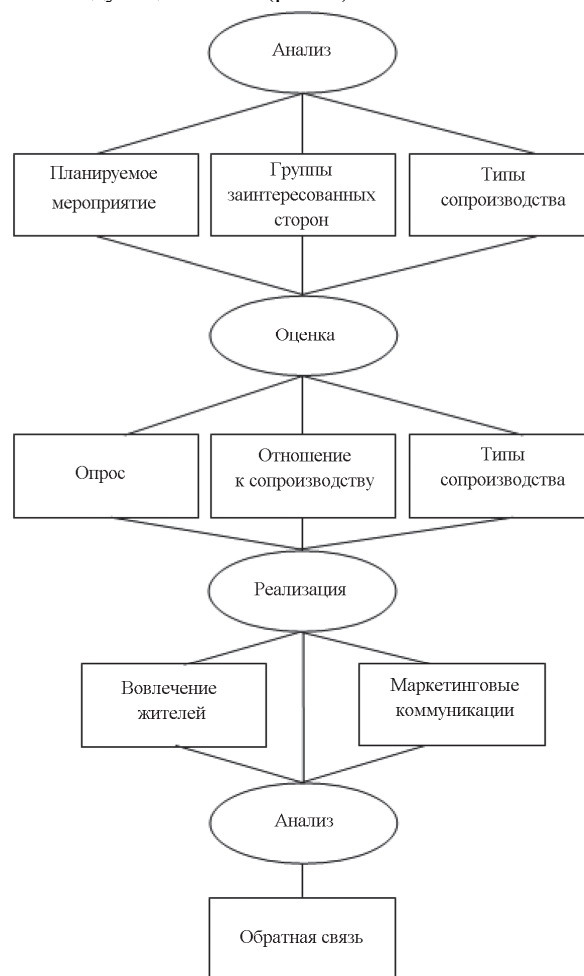 Анализ
Планируемое
мероприятие
Группы
заинтересованных
сторон
Типы
сопроизводства
Оценка
Опрос
Отношение
к сопроизводству
Типы
сопроизводства
Реализация
Вовлечение
жителей
Маркетинговые
коммуникации
Анализ
Обратная связь